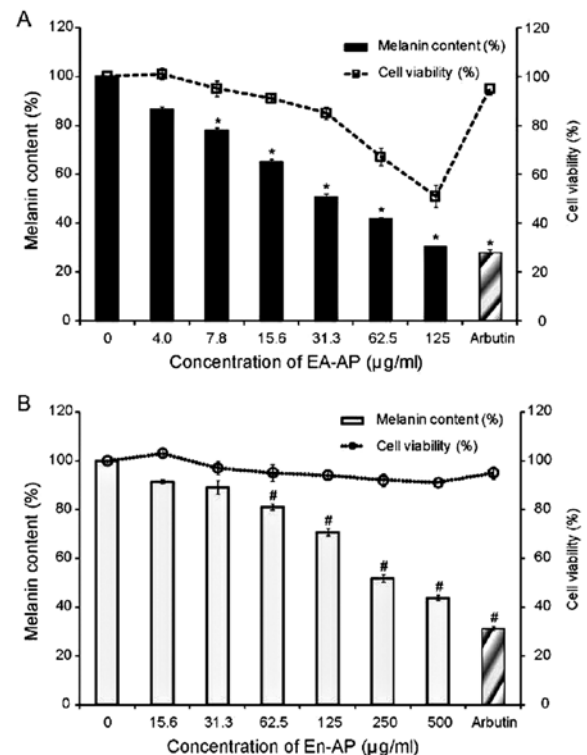 A
120
100
80
60
40
20
0
Melanin content (%)
Melanin content (%)
Cell viability (%)
*
*
*
*
*
*
120
100
80
60
40
20
0
Cell viability (%)
0 4.0 7.8 15.6 31.3 62.5 125 Arbutin
Concentration of EA-AP (µg/ml)
B
120
100
80
60
40
20
0
Melanin content (%)
Melanin content (%)
Cell viability (%)
#
#
#
#
#
120
100
80
60
40
20
0
Cell viability (%)
0 15.6 31.3 62.5 125 250 500 Arbutin
Concentration of En-AP (µg/ml)